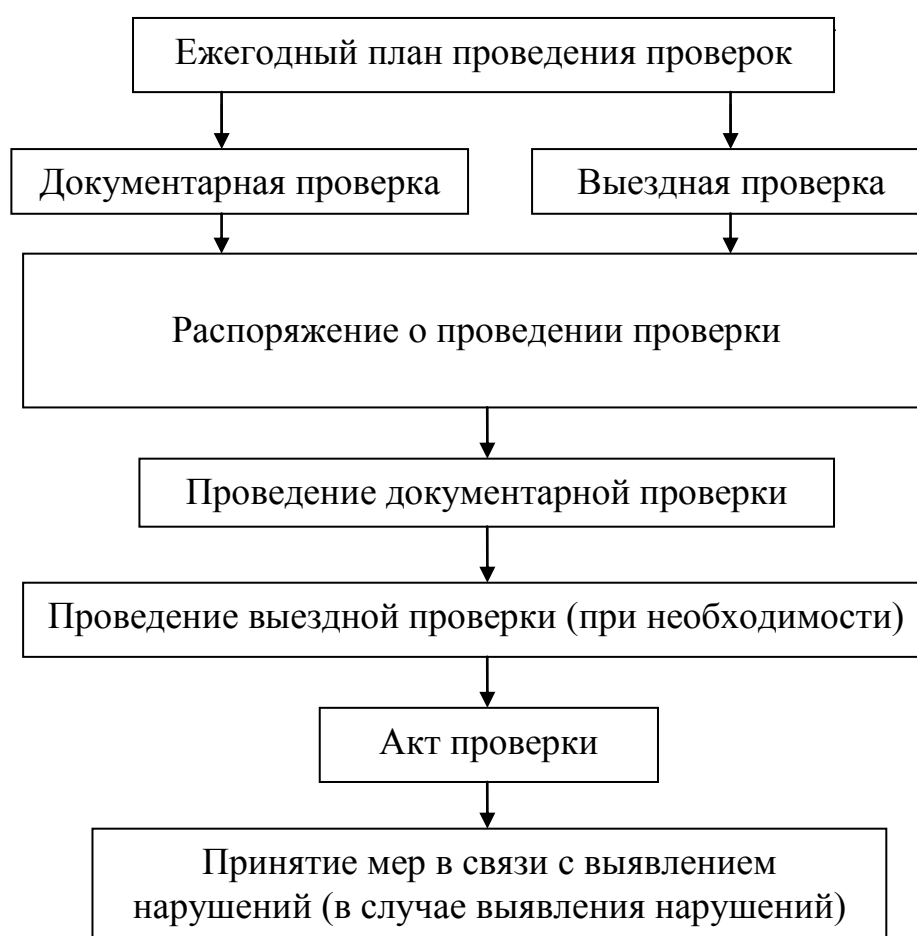 Ежегодный план проведения проверок
Документарная проверка
Выездная проверка
Распоряжение о проведении проверки
Проведение документарной проверки
Проведение выездной проверки (при необходимости)
Акт проверки
Принятие мер в связи с выявлением
нарушений (в случае выявления нарушений)